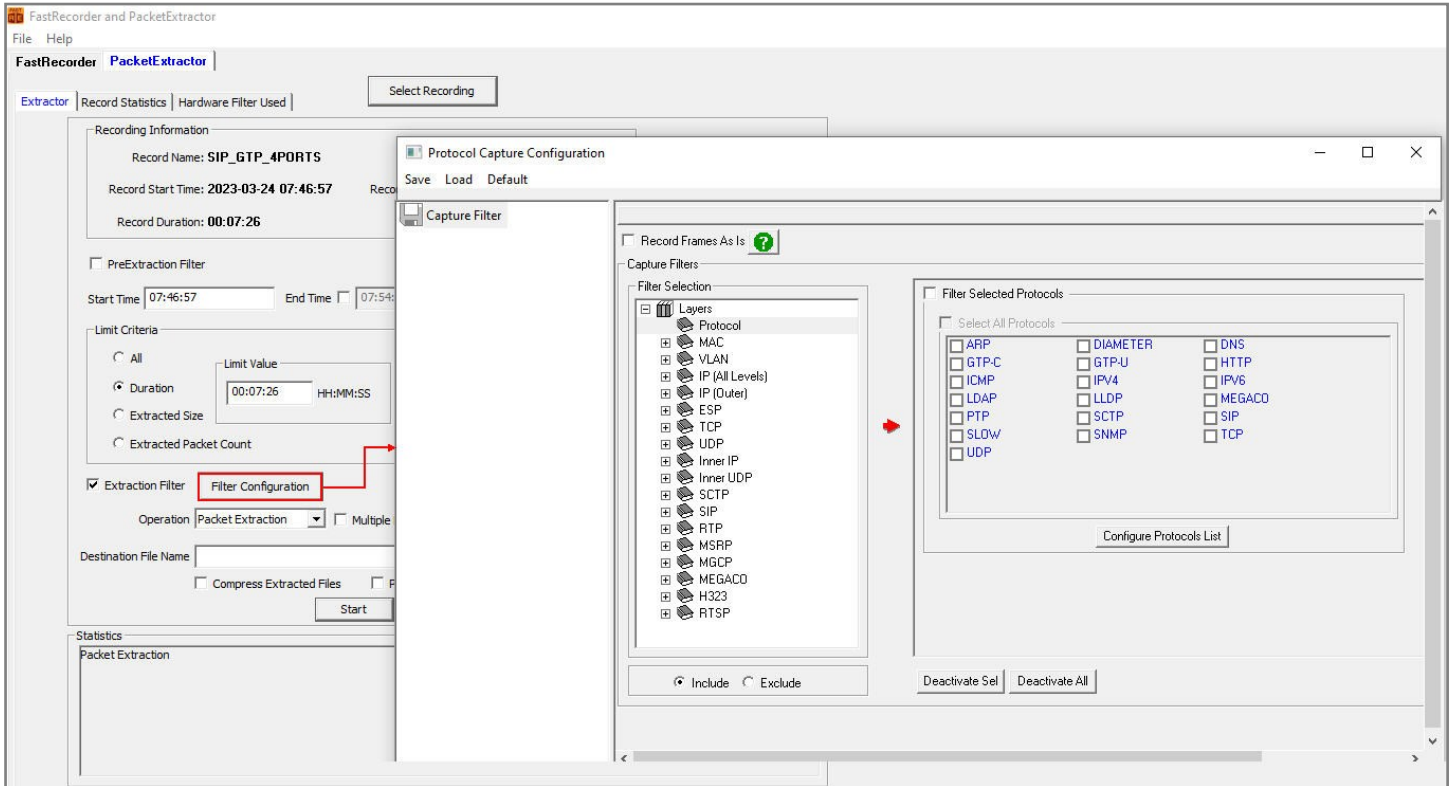 FastRecorder and PacketExtractor
File Help
FastRecorder PacketExtractor
Select Recording
Extractor Record Statistics Hardware Filter Used
Recording Information
Record Name: SIP_GTP_4PORTS
Record Start Time: 2023-03-24 07:46:57 Reco
Record Duration: 00:07:26
PreExtraction Filter
Start Time 07:46:57 End Time 07:54:
Limit Criteria
All
Limit Value
Duration
00:07:26 HH:MM:SS
Extracted Size
Extracted Packet Count
Extraction Filter Filter Configuration
Operation Packet Extraction Multiple
Destination File Name
Compress Extracted Files P
Start
Statistics
Packet Extraction
Protocol Capture Configuration
Save Load Default
Capture Filter
Record Frames As Is ?
Capture Filters
Filter Selection
Layers
Protocol
MAC
VLAN
IP (All Levels)
IP (Outer)
ESP
TCP
UDP
Inner IP
Inner UDP
SCTP
SIP
RTP
MSRP
MGCP
MEGACO
H323
RTSP
Include Exclude
Filter Selected Protocols
Select All Protocols
ARP DIAMETER DNS
GTP-C GTP-U HTTP
ICMP IPV4 IPV6
LDAP LLDP MEGACO
PTP SCTP SIP
SLOW SNMP TCP
UDP
Configure Protocols List
Deactivate Sel Deactivate All